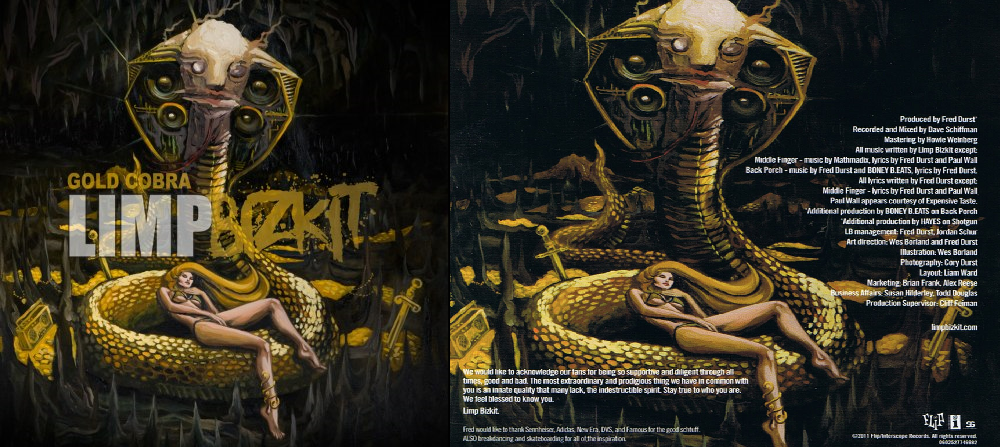 GOLD COBRA
LIMPBIZKIT
Produced by Fred Durst*
Recorded and Mixed by Dave Schiffman
Mastering by Howie Weinberg
All music written by Limp Bizkit except:
Middle Finger - music by Mathmadix, lyrics by Fred Durst and Paul Wall
Back Porch - music by Fred Durst and BONEY B.EATS, lyrics by Fred Durst.
All lyrics written by Fred Durst except:
Middle Finger - lyrics by Fred Durst and Paul Wall
Paul Wall appears courtesy of Expensive Taste.
*Additional production by BONEY B.EATS on Back Porch
*Additional production by HAYES on Shotgun
LB management: Fred Durst, Jordan Schur
Art direction: Wes Borland and Fred Durst
Illustration: Wes Borland
Photography: Cory Durst
Layout: Liam Ward
Marketing: Brian Frank, Alex Reese
Business Affairs: Susan Hilderley, Todd Douglas
Production Supervisor: Cliff Feiman
limpbizkit.com
We would like to acknowledge our fans for being so supportive and diligent through all
times, good and bad. The most extraordinary and prodigious thing we have in common with
you is an innate quality that many lack, the indestructible spirit. Stay true to who you are.
We feel blessed to know you.
Limp Bizkit.
Fred would like to thank Sennheiser, Adidas, New Era, DVS, and Famous for the good schtuff.
ALSO breakdancing and skateboarding for all of the inspiration.
FLIP i
©2011 Flip/Interscope Records. All rights reserved.